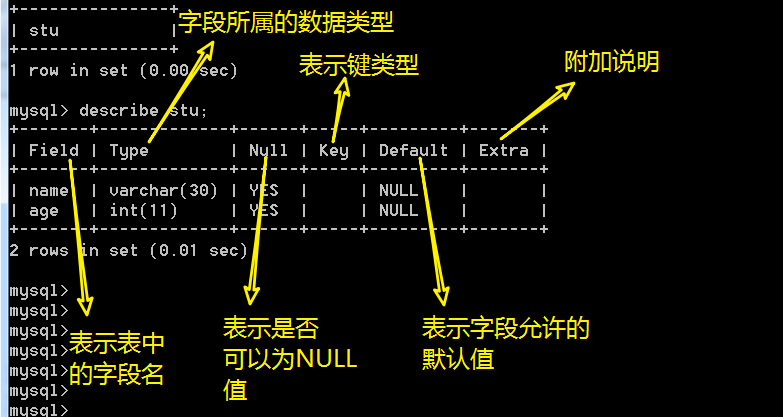 +---------------+
| stu           |
+---------------+
1 row in set (0.00 sec)
字段所属的数据类型
表示键类型
附加说明
mysql> describe stu;
+-------+-------------+------+-----+---------+-------+
| Field | Type        | Null | Key | Default | Extra |
+-------+-------------+------+-----+---------+-------+
| name  | varchar(30) | YES  |     | NULL    |       |
| age   | int(11)     | YES  |     | NULL    |       |
+-------+-------------+------+-----+---------+-------+
2 rows in set (0.01 sec)
mysql>
mysql>
mysql>
mysql>
mysql>
mysql>
mysql>
表示表中
的字段名
表示是否
可以为NULL
值
表示字段允许的
默认值